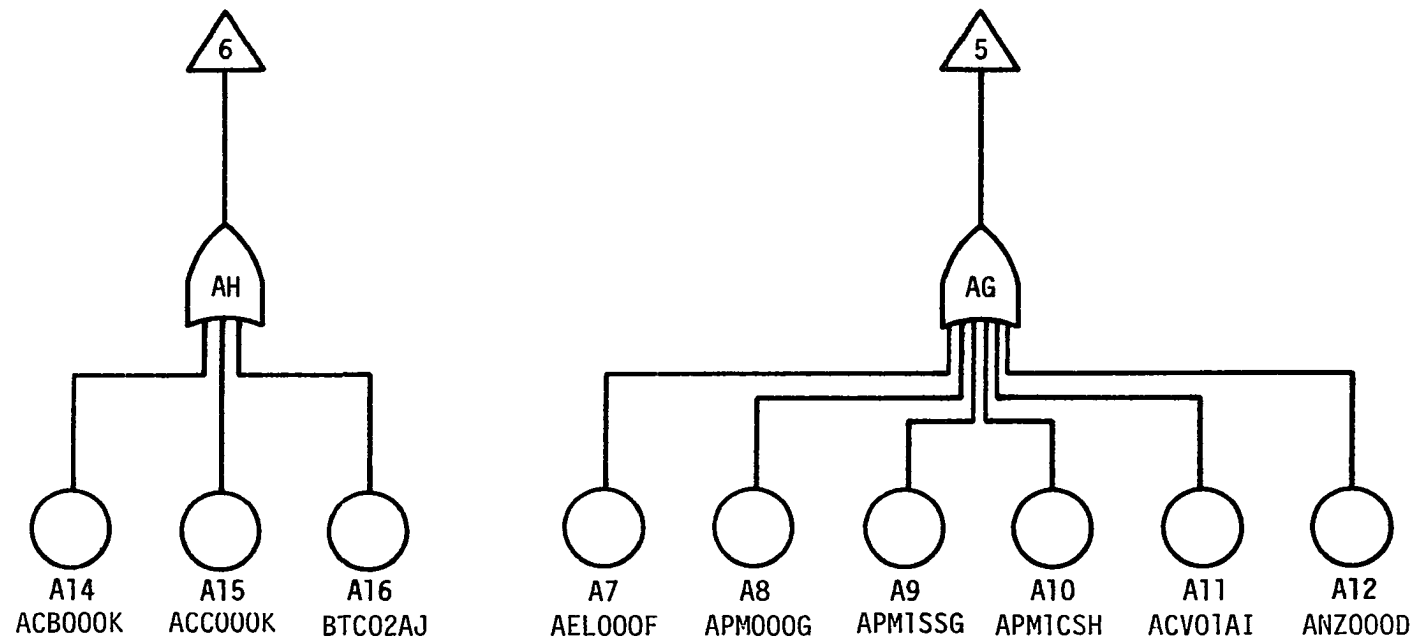 6
5
AH
AG
A14
ACB000K
A15
ACC000K
A16
BTC02AJ
A7
AEL000F
A8
APM000G
A9
APM1SSG
A10
APM1CSH
A11
ACV01AI
A12
ANZ000D